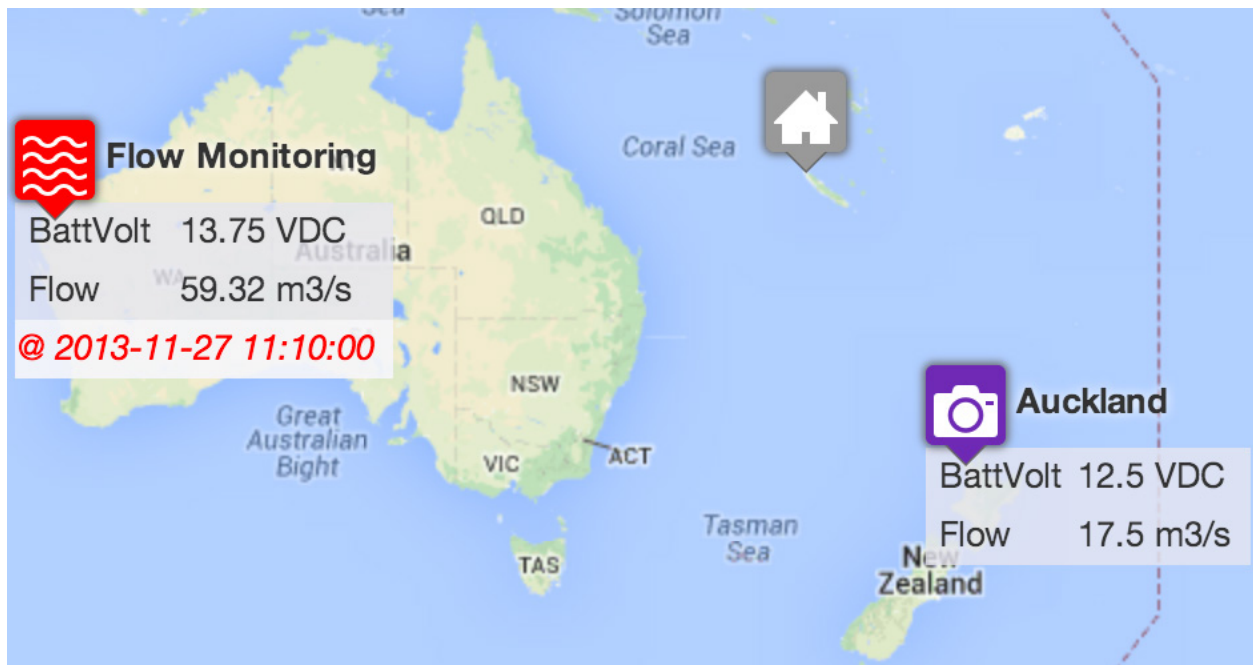 Sea
Solomon
Sea
Coral Sea
Flow Monitoring
BattVolt 13.75 VDC
Flow 59.32 m3/s
@ 2013-11-27 11:10:00
QLD
Australia
WA
NSW
Great
Australian
Bight
VIC
ACT
TAS
Tasman
Sea
Auckland
BattVolt 12.5 VDC
Flow 17.5 m3/s
New
Zealand